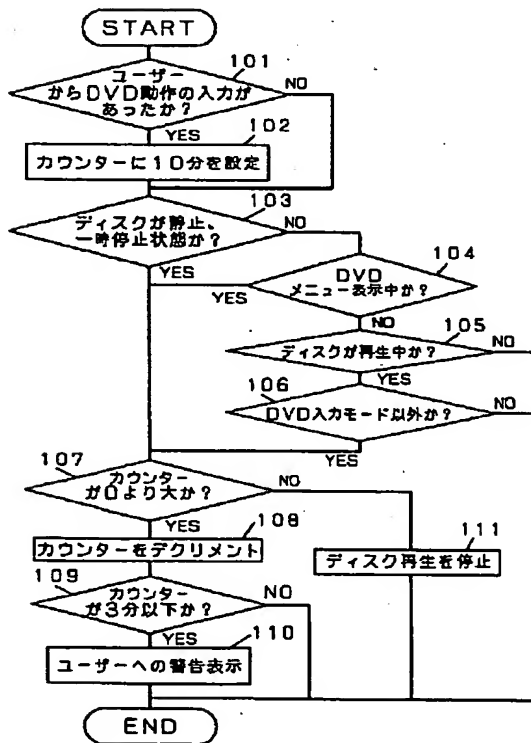 START
101
ユーザー
からDVD動作の入力が
あったか？
NO
YES
102
カウンターに10分を設定
103
ディスクが静止、
一時停止状態か？
NO
YES
104
DVD
メニュー表示中か？
YES
NO
105
ディスクが再生中か？
NO
YES
106
DVD入力モード以外か？
NO
YES
107
カウンター
が0より大か？
NO
YES
108
カウンターをデクリメント
111
ディスク再生を停止
109
カウンター
が3分以下か？
NO
YES
110
ユーザーへの警告表示
END